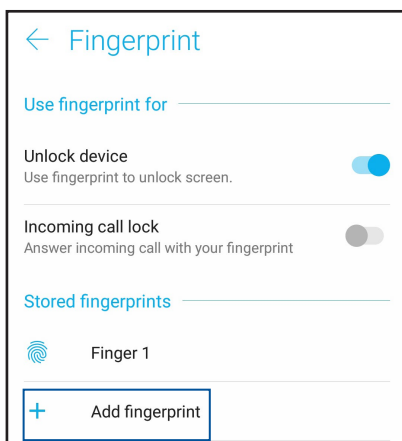 Fingerprint
Use fingerprint for
Unlock device
Use fingerprint to unlock screen.
Incoming call lock
Answer incoming call with your fingerprint
Stored fingerprints
Finger 1
Add fingerprint